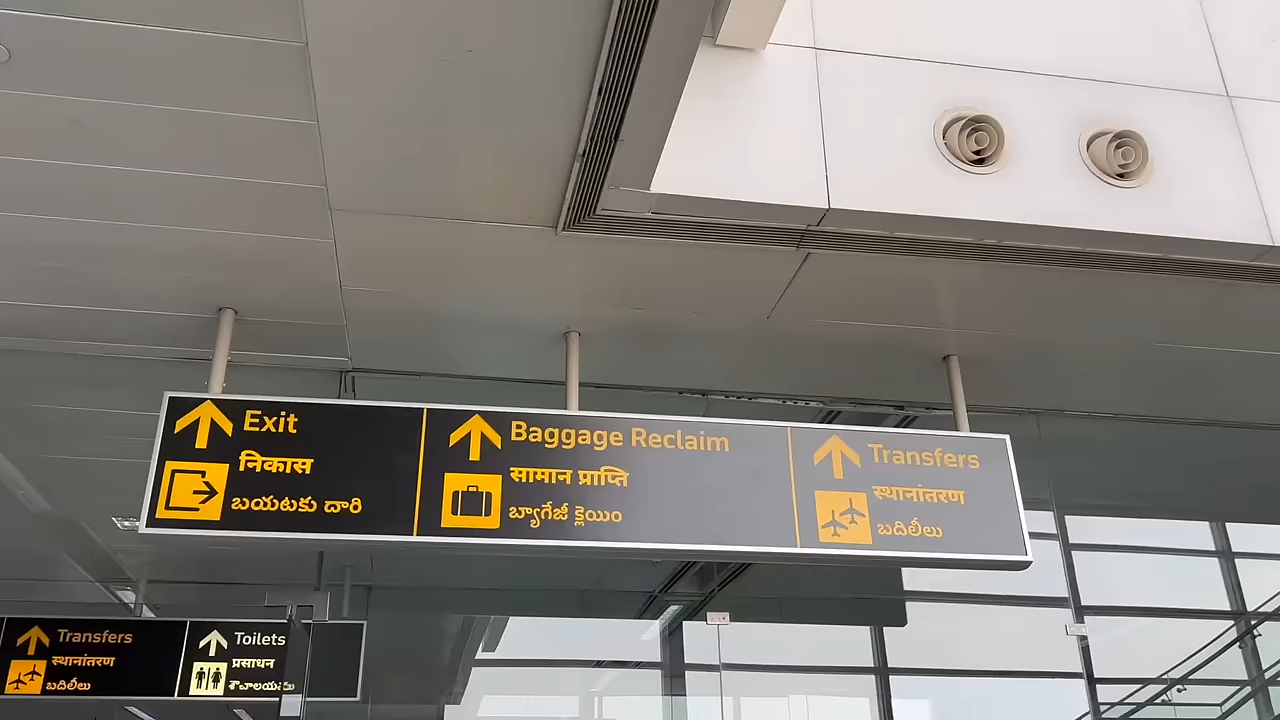 Exit
निकास
బయటకు దారి
Baggage Reclaim
सामान प्राप्ति
బ్యాగేజీ క్లెయిం
Transfers
स्थानांतरण
బదిలీలు
Transfers
स्थानांतरण
బదిలీలు
Toilets
प्रसाधन